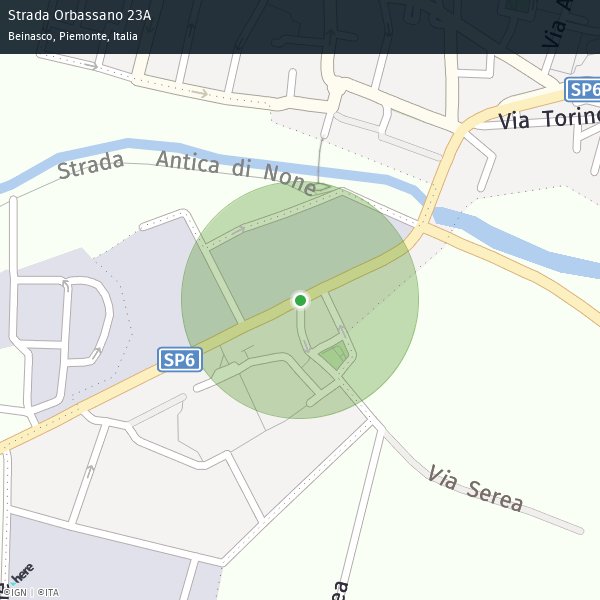 Strada Orbassano 23A
Beinasco, Piemonte, Italia
Via A
SP6
Via Torino
Strada Antica di None
SP6
Via Serea
ea
here
©IGN | ©ITA